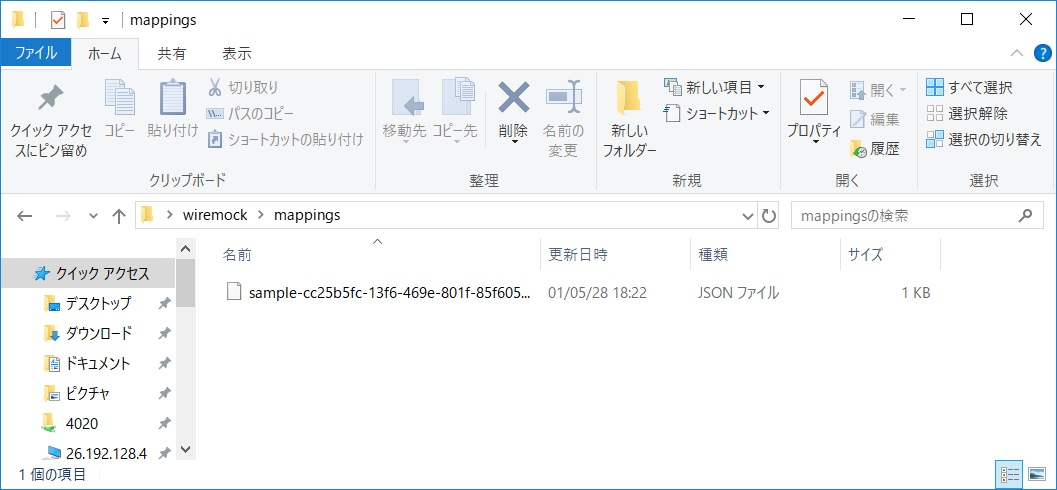 mappings
ファイル ホーム 共有 表示
クイック アクセスにピン留め
コピー
貼り付け
切り取り
パスのコピー
ショートカットの貼り付け
クリップボード
移動先
コピー先
削除
名前の変更
整理
新しいフォルダー
新しい項目
ショートカット
新規
プロパティ
開く
編集
履歴
開く
すべて選択
選択解除
選択の切り替え
選択
wiremock mappings
mappingsの検索
クイック アクセス
デスクトップ
ダウンロード
ドキュメント
ピクチャ
4020
26.192.128.4
名前 更新日時 種類 サイズ
sample-cc25b5fc-13f6-469e-801f-85f605... 01/05/28 18:22 JSON ファイル 1 KB
1 個の項目